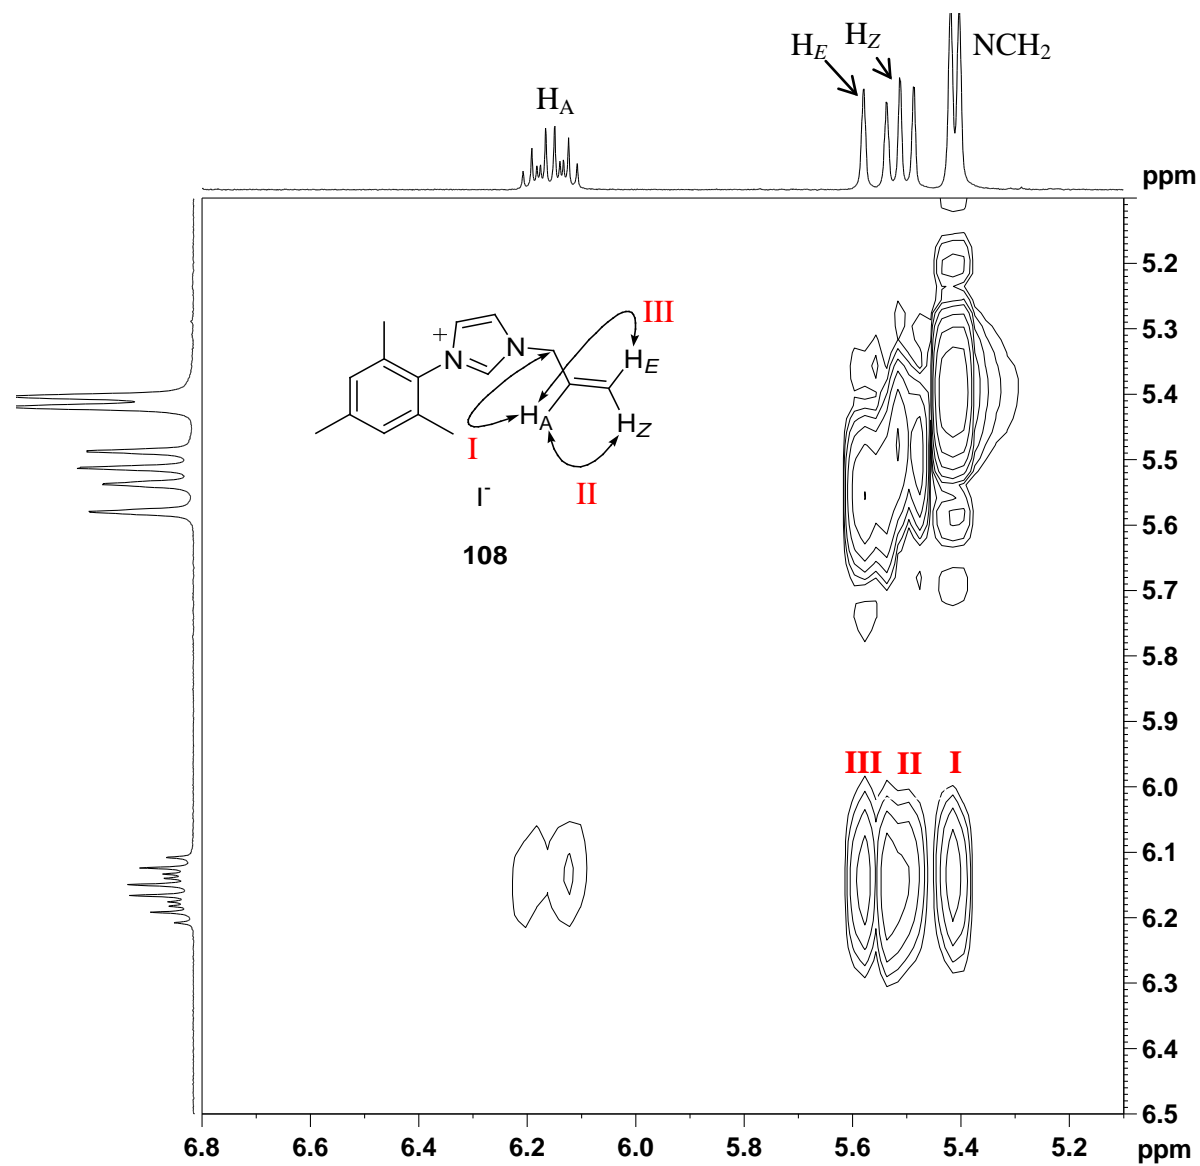 H_E H_Z NCH₂
H_A
ppm
5.2
5.3
5.4
5.5
5.6
5.7
5.8
5.9
6.0
6.1
6.2
6.3
6.4
6.5
III
+
N N H_E
H_A H_Z
I II
I⁻
108
III II I
6.8 6.6 6.4 6.2 6.0 5.8 5.6 5.4 5.2 ppm